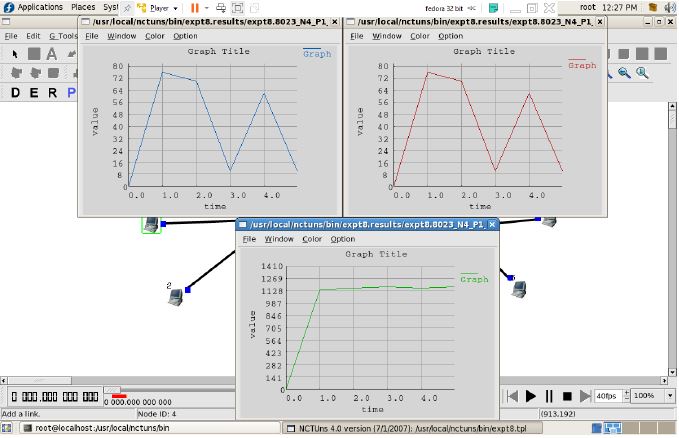 Applications Places Syst Player fedora 32 bit root 12:27 PM
File Edit G_Tools
D E R P
/usr/local/nctuns/bin/expt8.results/expt8.8023_N4_P1_
File Window Color Option
Graph Title
Graph
80
72
64
56
48
40
32
24
16
8
0
value
0.0 1.0 2.0 3.0 4.0
time
/usr/local/nctuns/bin/expt8.results/expt8.8023_N4_P1_
File Window Color Option
Graph Title
Graph
80
72
64
56
48
40
32
24
16
8
0
value
0.0 1.0 2.0 3.0 4.0
time
2
/usr/local/nctuns/bin/expt8.results/expt8.8023_N4_P1_
File Window Color Option
Graph Title
Graph
1410
1269
1128
987
846
705
564
423
282
141
0
value
0.0 1.0 2.0 3.0 4.0
time
0 000.000 000 000
0 000.000 000 000
40fps 100%
Add a link. Node ID: 4 (913,192)
root@localhost:/usr/local/nctuns/bin
NCTUns 4.0 version (7/1/2007): /usr/local/nctuns/bin/expt8.tpl